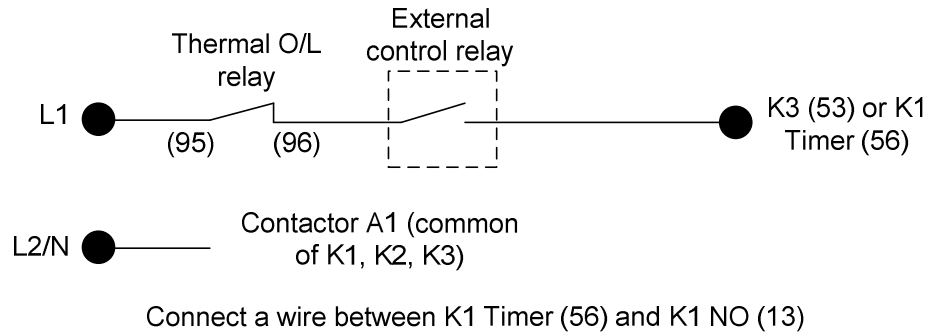 External
control relay
Thermal O/L
relay
L1
(95)
(96)
K3 (53) or K1
Timer (56)
L2/N
Contactor A1 (common
of K1, K2, K3)
Connect a wire between K1 Timer (56) and K1 NO (13)